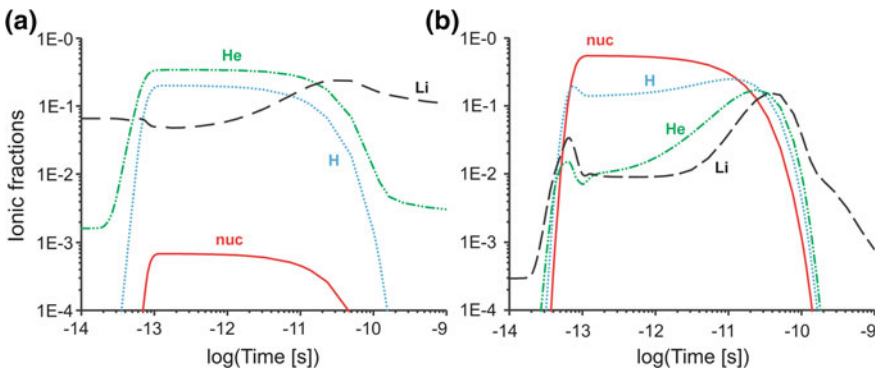 (a)
Ionic fractions
1E-0
1E-1
1E-2
1E-3
1E-4
He
Li
H
nuc
-14
-13
-12
-11
-10
-9
log(Time [s])
(b)
1E-0
1E-1
1E-2
1E-3
1E-4
nuc
H
He
Li
-14
-13
-12
-11
-10
-9
log(Time [s])